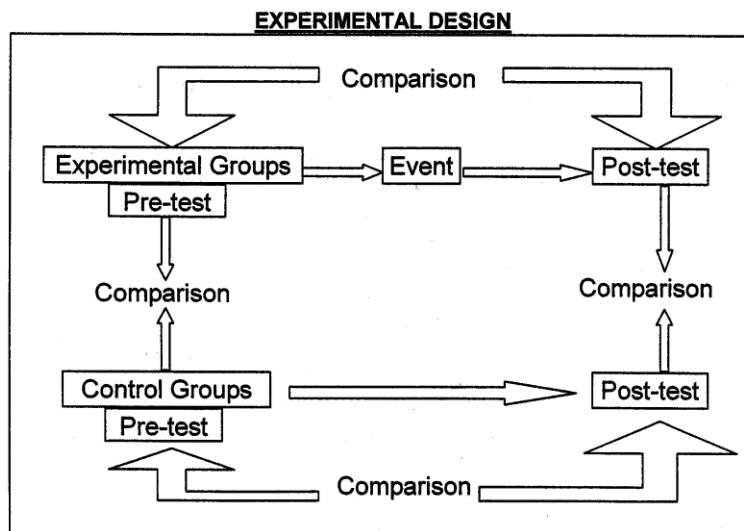 EXPERIMENTAL DESIGN
Comparison
Experimental Groups
Event
Post-test
Pre-test
Comparison
Comparison
Control Groups
Post-test
Pre-test
Comparison